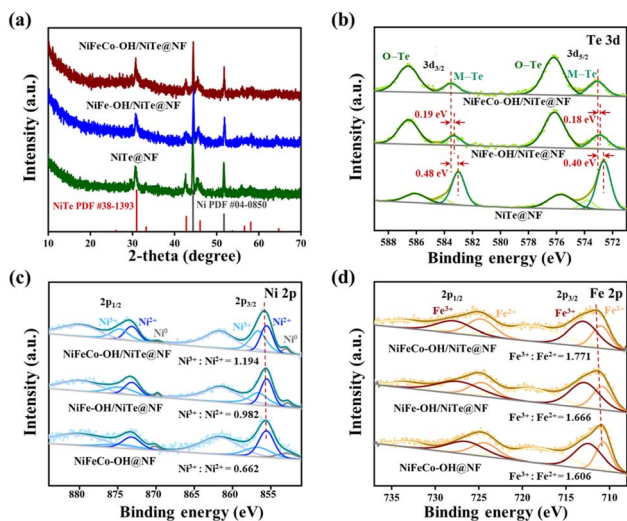 (a)
NiFeCo-OH/NiTe@NF
NiFe-OH/NiTe@NF
NiTe@NF
NiTe PDF #38-1393
Ni PDF #04-0850
Intensity (a.u.)
10 20 30 40 50 60 70
2-theta (degree)
(b)
Te 3d
O–Te
3d3/2
M–Te
O–Te
3d5/2
M–Te
NiFeCo-OH/NiTe@NF
0.19 eV
0.18 eV
NiFe-OH/NiTe@NF
0.48 eV
0.40 eV
NiTe@NF
Intensity (a.u.)
588 586 584 582 580 578 576 574 572
Binding energy (eV)
(c)
Ni 2p
2p1/2
2p3/2
Ni3+
Ni2+
Ni0
Ni3+
Ni2+
Ni0
NiFeCo-OH/NiTe@NF
Ni3+ : Ni2+ = 1.194
NiFe-OH/NiTe@NF
Ni3+ : Ni2+ = 0.982
NiFeCo-OH@NF
Ni3+ : Ni2+ = 0.662
Intensity (a.u.)
880 875 870 865 860 855
Binding energy (eV)
(d)
Fe 2p
2p1/2
2p3/2
Fe3+
Fe2+
Fe3+
Fe2+
NiFeCo-OH/NiTe@NF
Fe3+ : Fe2+ = 1.771
NiFe-OH/NiTe@NF
Fe3+ : Fe2+ = 1.666
NiFeCo-OH@NF
Fe3+ : Fe2+ = 1.606
Intensity (a.u.)
735 730 725 720 715 710
Binding energy (eV)